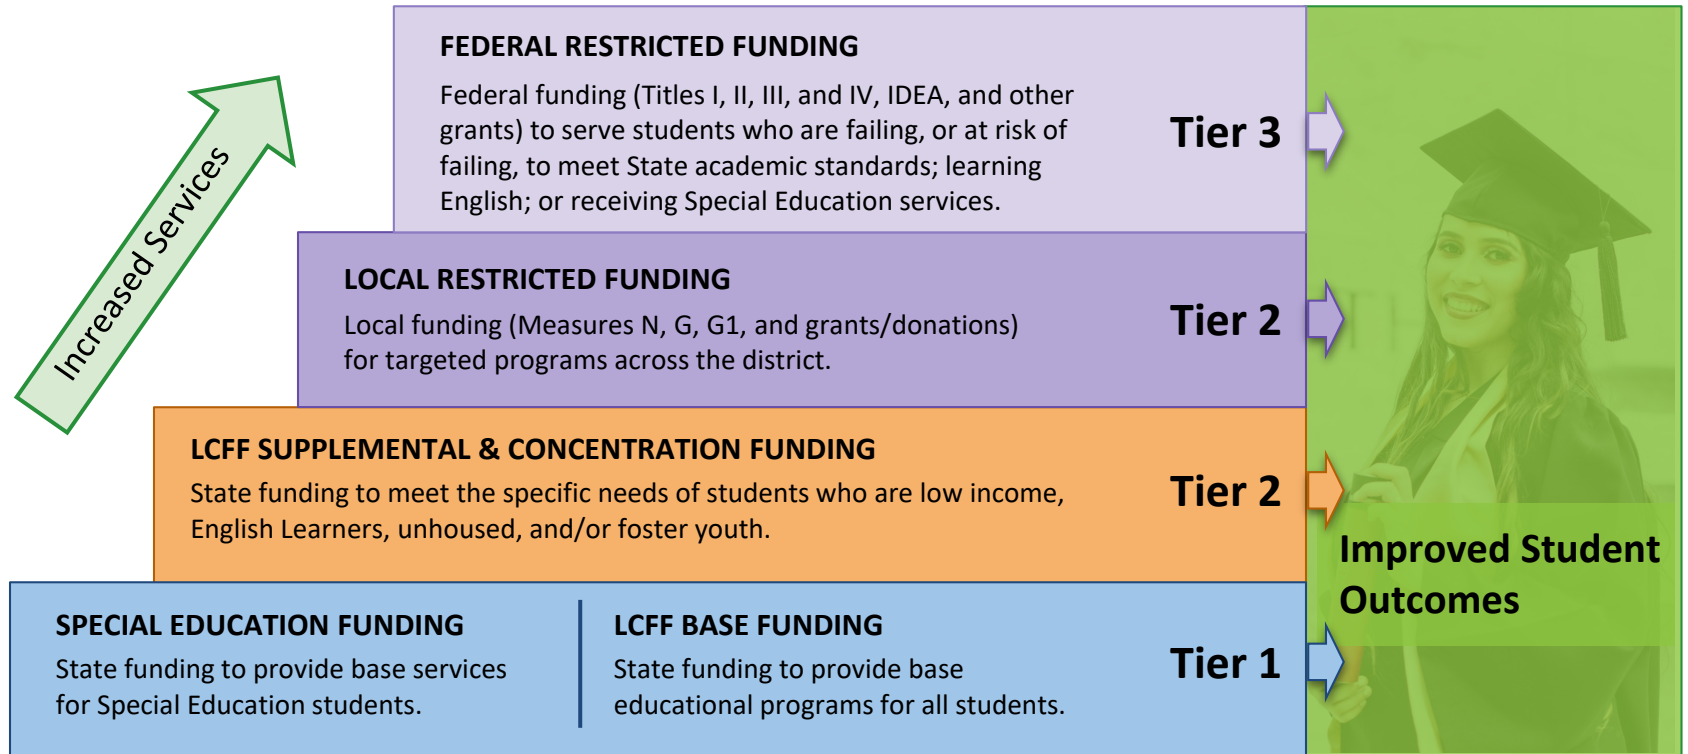 FEDERAL RESTRICTED FUNDING
Federal funding (Titles I, II, III, and IV, IDEA, and other
grants) to serve students who are failing, or at risk of
failing, to meet State academic standards; learning
English; or receiving Special Education services.
Tier 3
Increased Services
LOCAL RESTRICTED FUNDING
Local funding (Measures N, G, G1, and grants/donations)
for targeted programs across the district.
Tier 2
LCFF SUPPLEMENTAL & CONCENTRATION FUNDING
State funding to meet the specific needs of students who are low income,
English Learners, unhoused, and/or foster youth.
Tier 2
Improved Student
Outcomes
SPECIAL EDUCATION FUNDING
State funding to provide base services
for Special Education students.
LCFF BASE FUNDING
State funding to provide base
educational programs for all students.
Tier 1